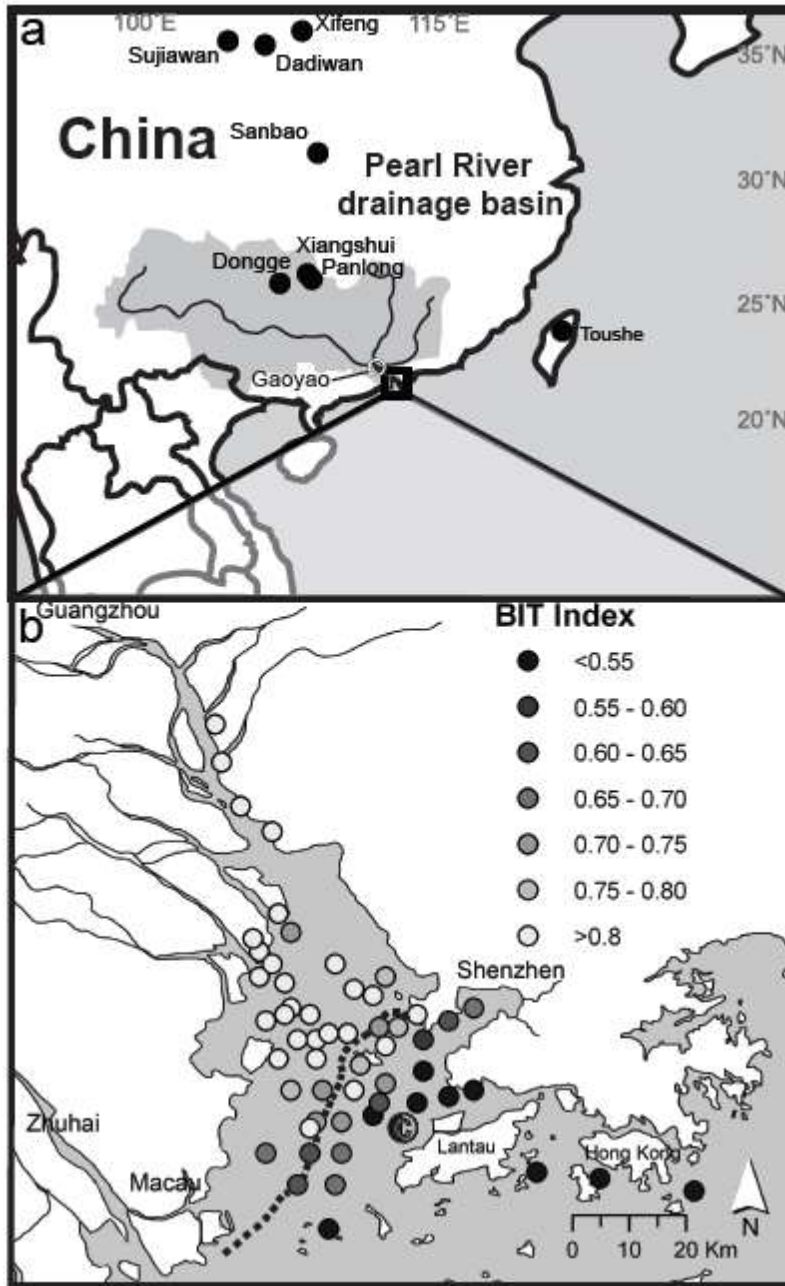 a
100°E
115°E
Xifeng
Sujiawan
Dadiwan
35°N
China
Sanbao
Pearl River
drainage basin
30°N
Xiangshui
Dongge
Panlong
25°N
Toushe
Gaoyao
20°N
b
Guangzhou
BIT Index
<0.55
0.55 - 0.60
0.60 - 0.65
0.65 - 0.70
0.70 - 0.75
0.75 - 0.80
>0.8
Shenzhen
Zhuhai
C
Lantau
Hong Kong
Macau
N
0 10 20 Km